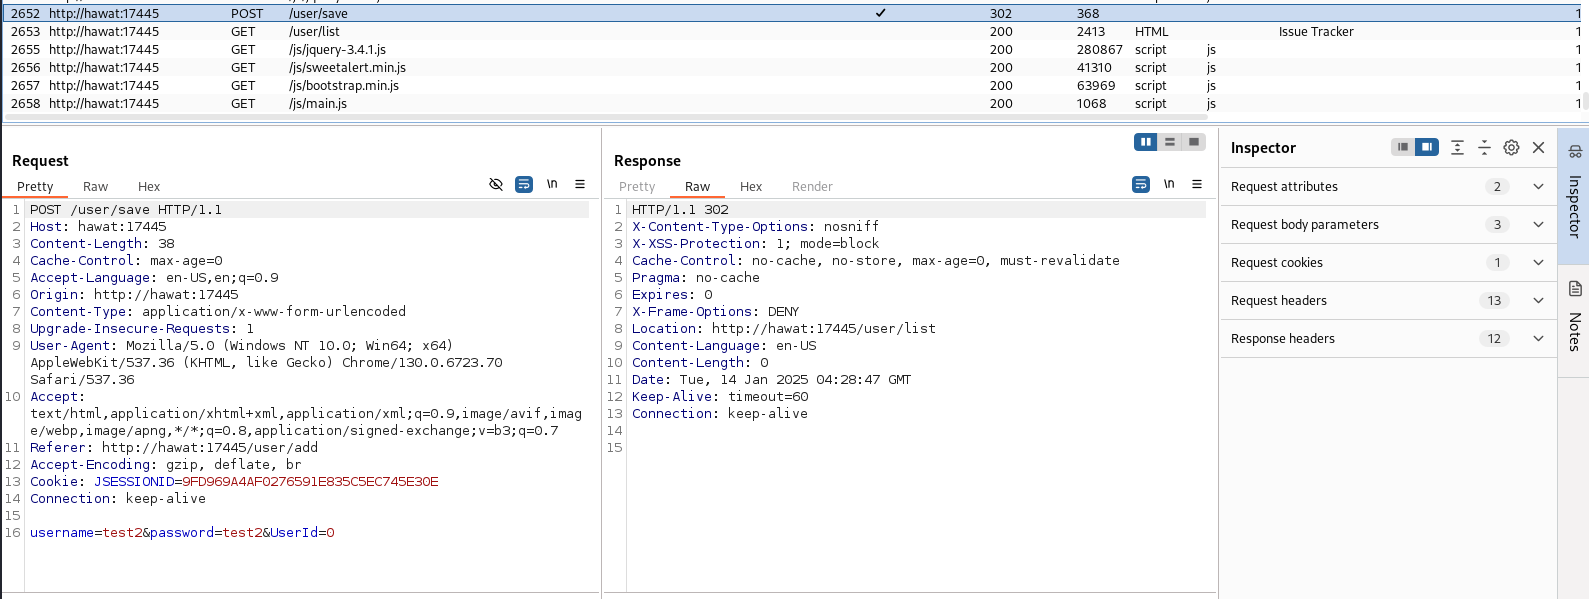 2652 http://hawat:17445 POST /user/save ✓ 302 368 1
2653 http://hawat:17445 GET /user/list 200 2413 HTML Issue Tracker 1
2655 http://hawat:17445 GET /js/jquery-3.4.1.js 200 280867 script js 1
2656 http://hawat:17445 GET /js/sweetalert.min.js 200 41310 script js 1
2657 http://hawat:17445 GET /js/bootstrap.min.js 200 63969 script js 1
2658 http://hawat:17445 GET /js/main.js 200 1068 script js 1
Request
Pretty Raw Hex
\n
1 POST /user/save HTTP/1.1
2 Host: hawat:17445
3 Content-Length: 38
4 Cache-Control: max-age=0
5 Accept-Language: en-US,en;q=0.9
6 Origin: http://hawat:17445
7 Content-Type: application/x-www-form-urlencoded
8 Upgrade-Insecure-Requests: 1
9 User-Agent: Mozilla/5.0 (Windows NT 10.0; Win64; x64)
AppleWebKit/537.36 (KHTML, like Gecko) Chrome/130.0.6723.70
Safari/537.36
10 Accept:
text/html,application/xhtml+xml,application/xml;q=0.9,image/avif,imag
e/webp,image/apng,*/*;q=0.8,application/signed-exchange;v=b3;q=0.7
11 Referer: http://hawat:17445/user/add
12 Accept-Encoding: gzip, deflate, br
13 Cookie: JSESSIONID=9FD969A4AF0276591E835C5EC745E30E
14 Connection: keep-alive
15
16 username=test2&password=test2&UserId=0
Response
Pretty Raw Hex Render
\n
1 HTTP/1.1 302
2 X-Content-Type-Options: nosniff
3 X-XSS-Protection: 1; mode=block
4 Cache-Control: no-cache, no-store, max-age=0, must-revalidate
5 Pragma: no-cache
6 Expires: 0
7 X-Frame-Options: DENY
8 Location: http://hawat:17445/user/list
9 Content-Language: en-US
10 Content-Length: 0
11 Date: Tue, 14 Jan 2025 04:28:47 GMT
12 Keep-Alive: timeout=60
13 Connection: keep-alive
14
15
Inspector
Request attributes 2
Request body parameters 3
Request cookies 1
Request headers 13
Response headers 12
Inspector
Notes